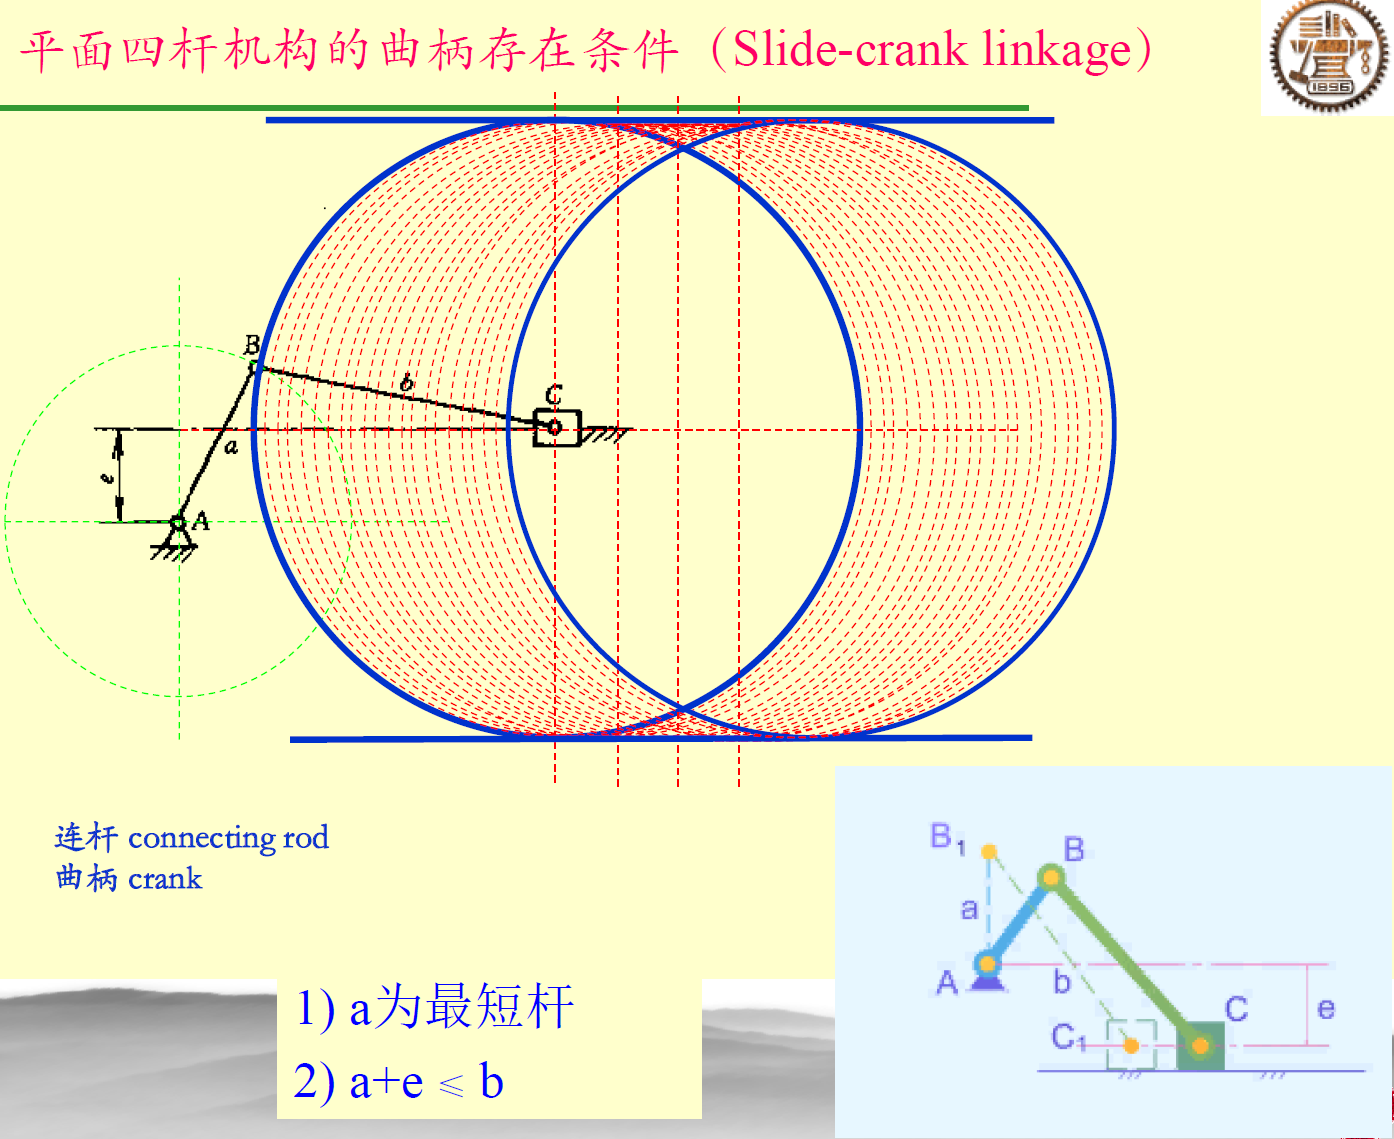 平面四杆机构的曲柄存在条件（Slide-crank linkage）
1896
B
b
C
a
e
A
连杆 connecting rod
曲柄 crank
B1
B
a
A
b
C
e
C1
1) a为最短杆
2) a+e ⩽ b